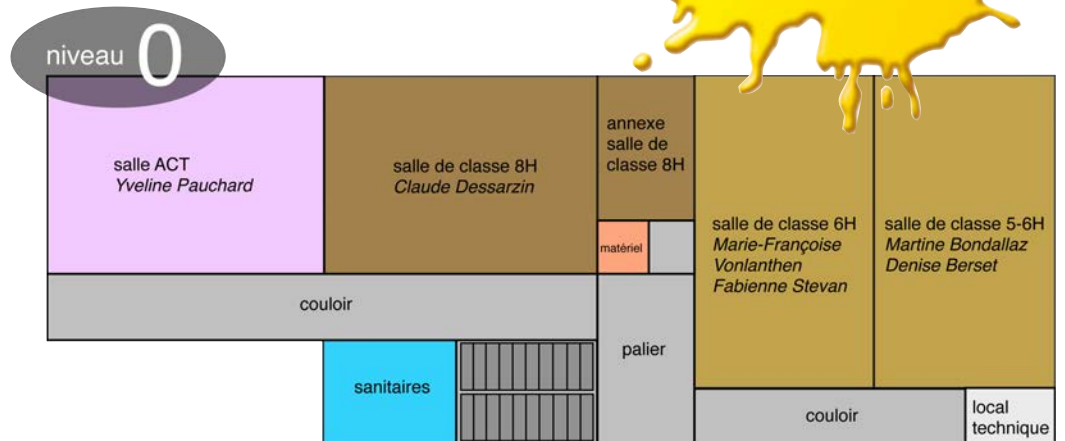 niveau 0
salle ACT
Yveline Pauchard
salle de classe 8H
Claude Dessarzin
annexe
salle de
classe 8H
matériel
salle de classe 6H
Marie-Françoise
Vonlanthen
Fabienne Stevan
salle de classe 5-6H
Martine Bondallaz
Denise Berset
couloir
palier
sanitaires
couloir
local
technique